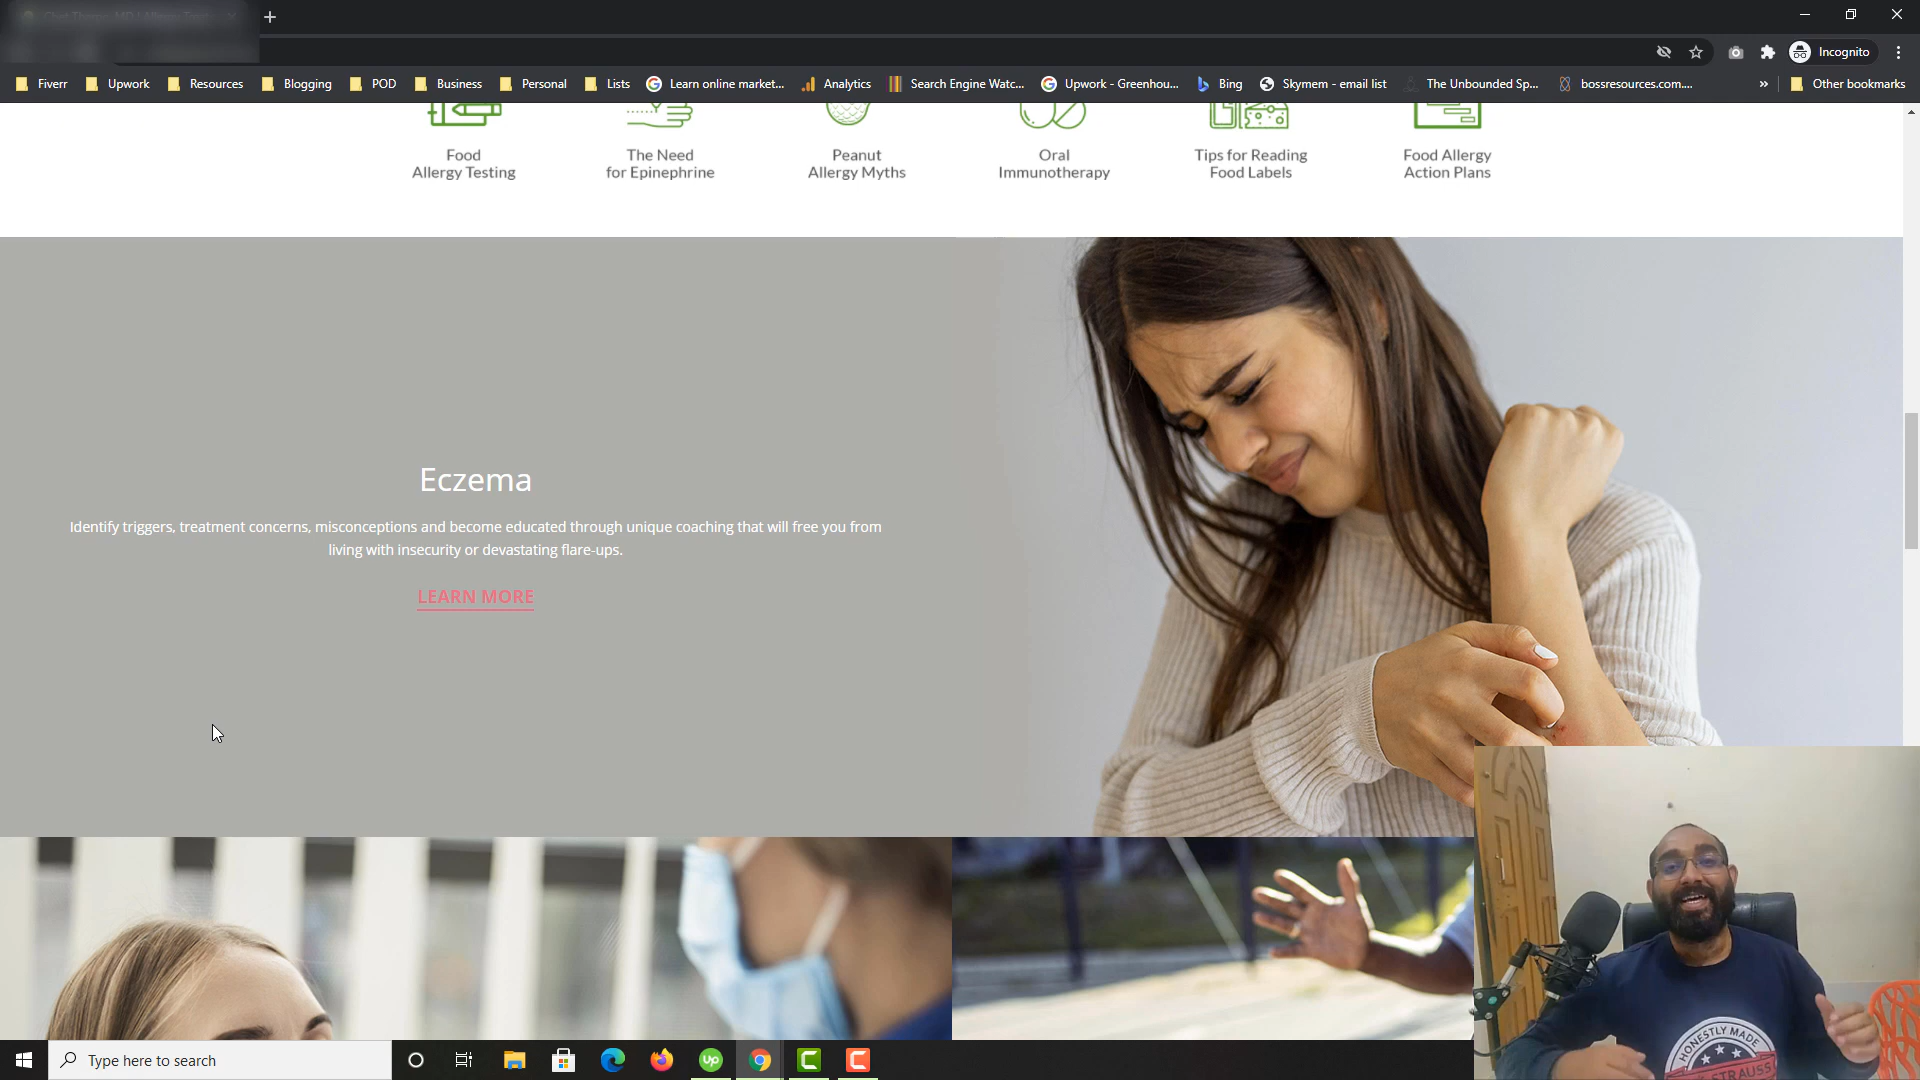 Incognito
Fiverr
Upwork
Resources
Blogging
POD
Business
Personal
Lists
Learn online market...
Analytics
Search Engine Watc...
Upwork - Greenhou...
Bing
Skymem - email list
The Unbounded Sp...
bossresources.com....
»
Other bookmarks
Food
Allergy Testing
The Need
for Epinephrine
Peanut
Allergy Myths
Oral
Immunotherapy
Tips for Reading
Food Labels
Food Allergy
Action Plans
Eczema
Identify triggers, treatment concerns, misconceptions and become educated through unique coaching that will free you from
living with insecurity or devastating flare-ups.
LEARN MORE
HONESTLY MADE
STRAUSS
Type here to search
up